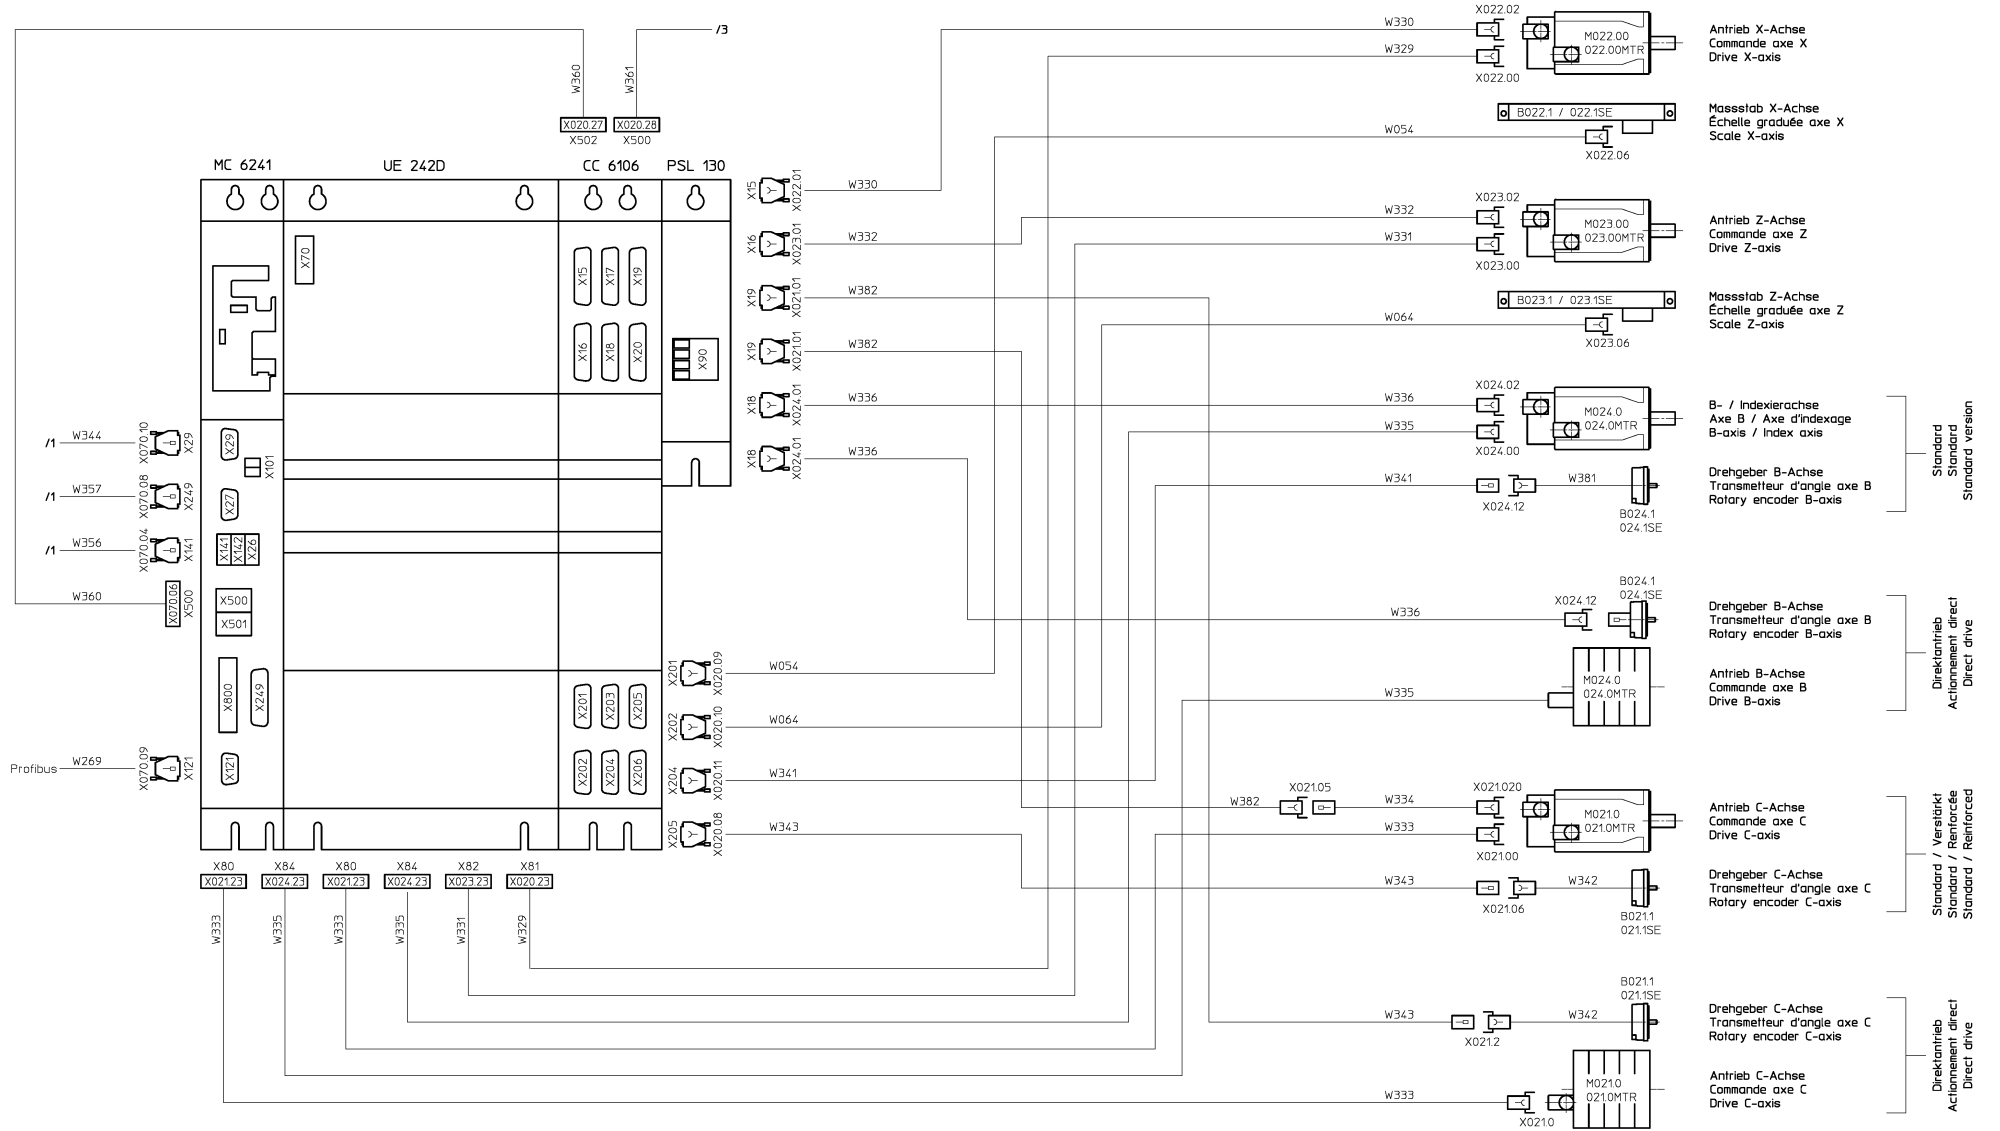 W360
W361
/3
X020.27
X502
X020.28
X500
MC 6241
UE 242D
CC 6106
PSL 130
X70
X15
X17
X19
X16
X18
X20
X90
X29
X101
X27
X141
X142
X26
X500
X501
X800
X249
X121
X201
X203
X205
X202
X204
X206
/1
W344
X070.10
X29
/1
W357
X070.08
X249
/1
W356
X070.04
X141
W360
X070.06
X500
Profibus
W269
X070.09
X121
X15
X022.01
W330
X16
X023.01
W332
X19
X021.01
W382
X19
X021.01
W382
X18
X024.01
W336
X18
X024.01
W336
X201
X020.09
W054
X202
X020.10
W064
X204
X020.11
W341
X205
X020.08
W343
X80
X021.23
W333
X84
X024.23
W335
X80
X021.23
W333
X84
X024.23
W335
X82
X023.23
W331
X81
X020.23
W329
W330
X022.02
W329
X022.00
M022.00
022.00MTR
Antrieb X-Achse
Commande axe X
Drive X-axis
W054
B022.1 / 022.1SE
X022.06
Massstab X-Achse
Échelle graduée axe X
Scale X-axis
W332
X023.02
W331
X023.00
M023.00
023.00MTR
Antrieb Z-Achse
Commande axe Z
Drive Z-axis
W064
B023.1 / 023.1SE
X023.06
Massstab Z-Achse
Échelle graduée axe Z
Scale Z-axis
W336
X024.02
W335
X024.00
M024.0
024.0MTR
B- / Indexierachse
Axe B / Axe d'indexage
B-axis / Index axis
W341
X024.12
W381
B024.1
024.1SE
Drehgeber B-Achse
Transmetteur d'angle axe B
Rotary encoder B-axis
Standard
Standard
Standard version
W336
X024.12
B024.1
024.1SE
Drehgeber B-Achse
Transmetteur d'angle axe B
Rotary encoder B-axis
W335
M024.0
024.0MTR
Antrieb B-Achse
Commande axe B
Drive B-axis
Direktantrieb
Actionnement direct
Direct drive
W382
X021.05
W334
X021.020
W333
X021.00
M021.0
021.0MTR
Antrieb C-Achse
Commande axe C
Drive C-axis
W343
X021.06
W342
B021.1
021.1SE
Drehgeber C-Achse
Transmetteur d'angle axe C
Rotary encoder C-axis
Standard / Verstärkt
Standard / Renforcée
Standard / Reinforced
W343
X021.2
W342
B021.1
021.1SE
Drehgeber C-Achse
Transmetteur d'angle axe C
Rotary encoder C-axis
W333
X021.0
M021.0
021.0MTR
Antrieb C-Achse
Commande axe C
Drive C-axis
Direktantrieb
Actionnement direct
Direct drive